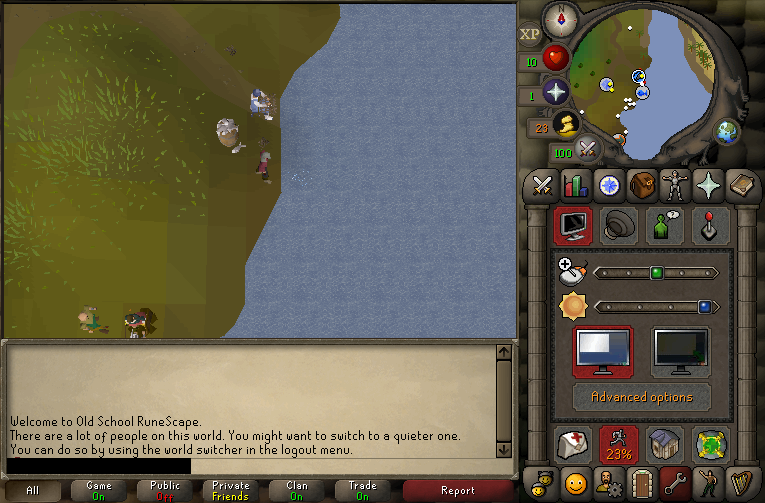 N
XP
10
1
23
100
Advanced options
23%
Welcome to Old School RuneScape.
There are a lot of people on this world. You might want to switch to a quieter one.
You can do so by using the world switcher in the logout menu.
All
Game
On
Public
Off
Private
Friends
Clan
On
Trade
On
Report